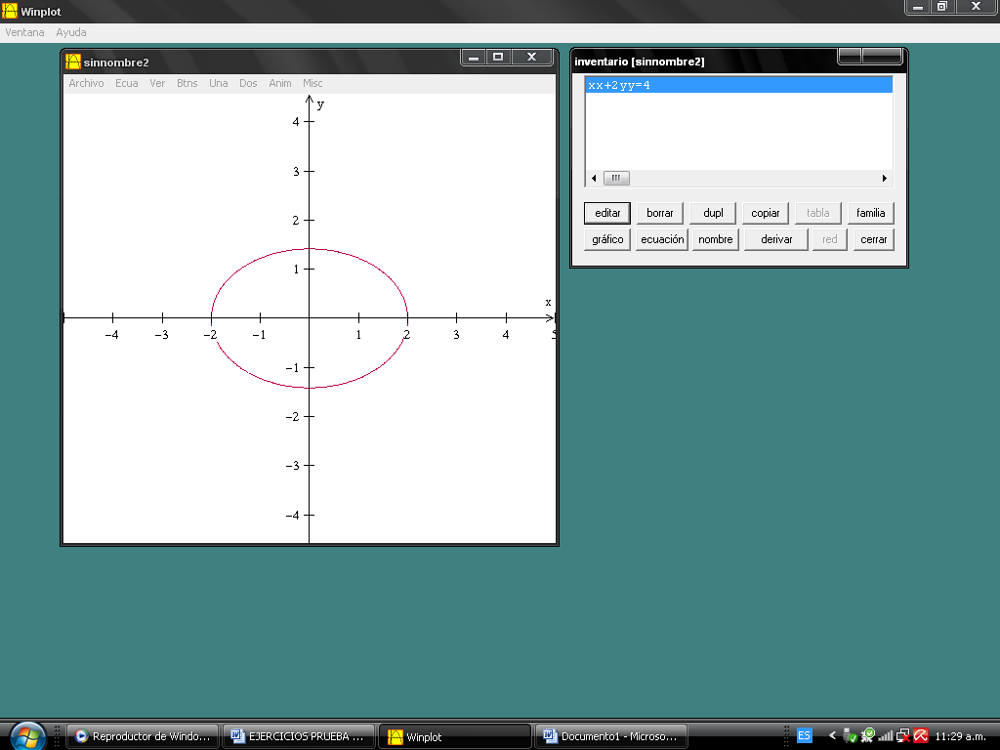 Winplot
Ventana Ayuda
sinnombre2
Archivo Ecua Ver Btns Una Dos Anim Misc
y
4
3
2
1
x
-4 -3 -2 -1 1 2 3 4 5
-1
-2
-3
-4
inventario [sinnombre2]
xx+2yy=4
editar borrar dupl copiar tabla familia
gráfico ecuación nombre derivar red cerrar
Reproductor de Windo... EJERCICIOS PRUEBA ... Winplot Documento1 - Microso... ES 11:29 a.m.